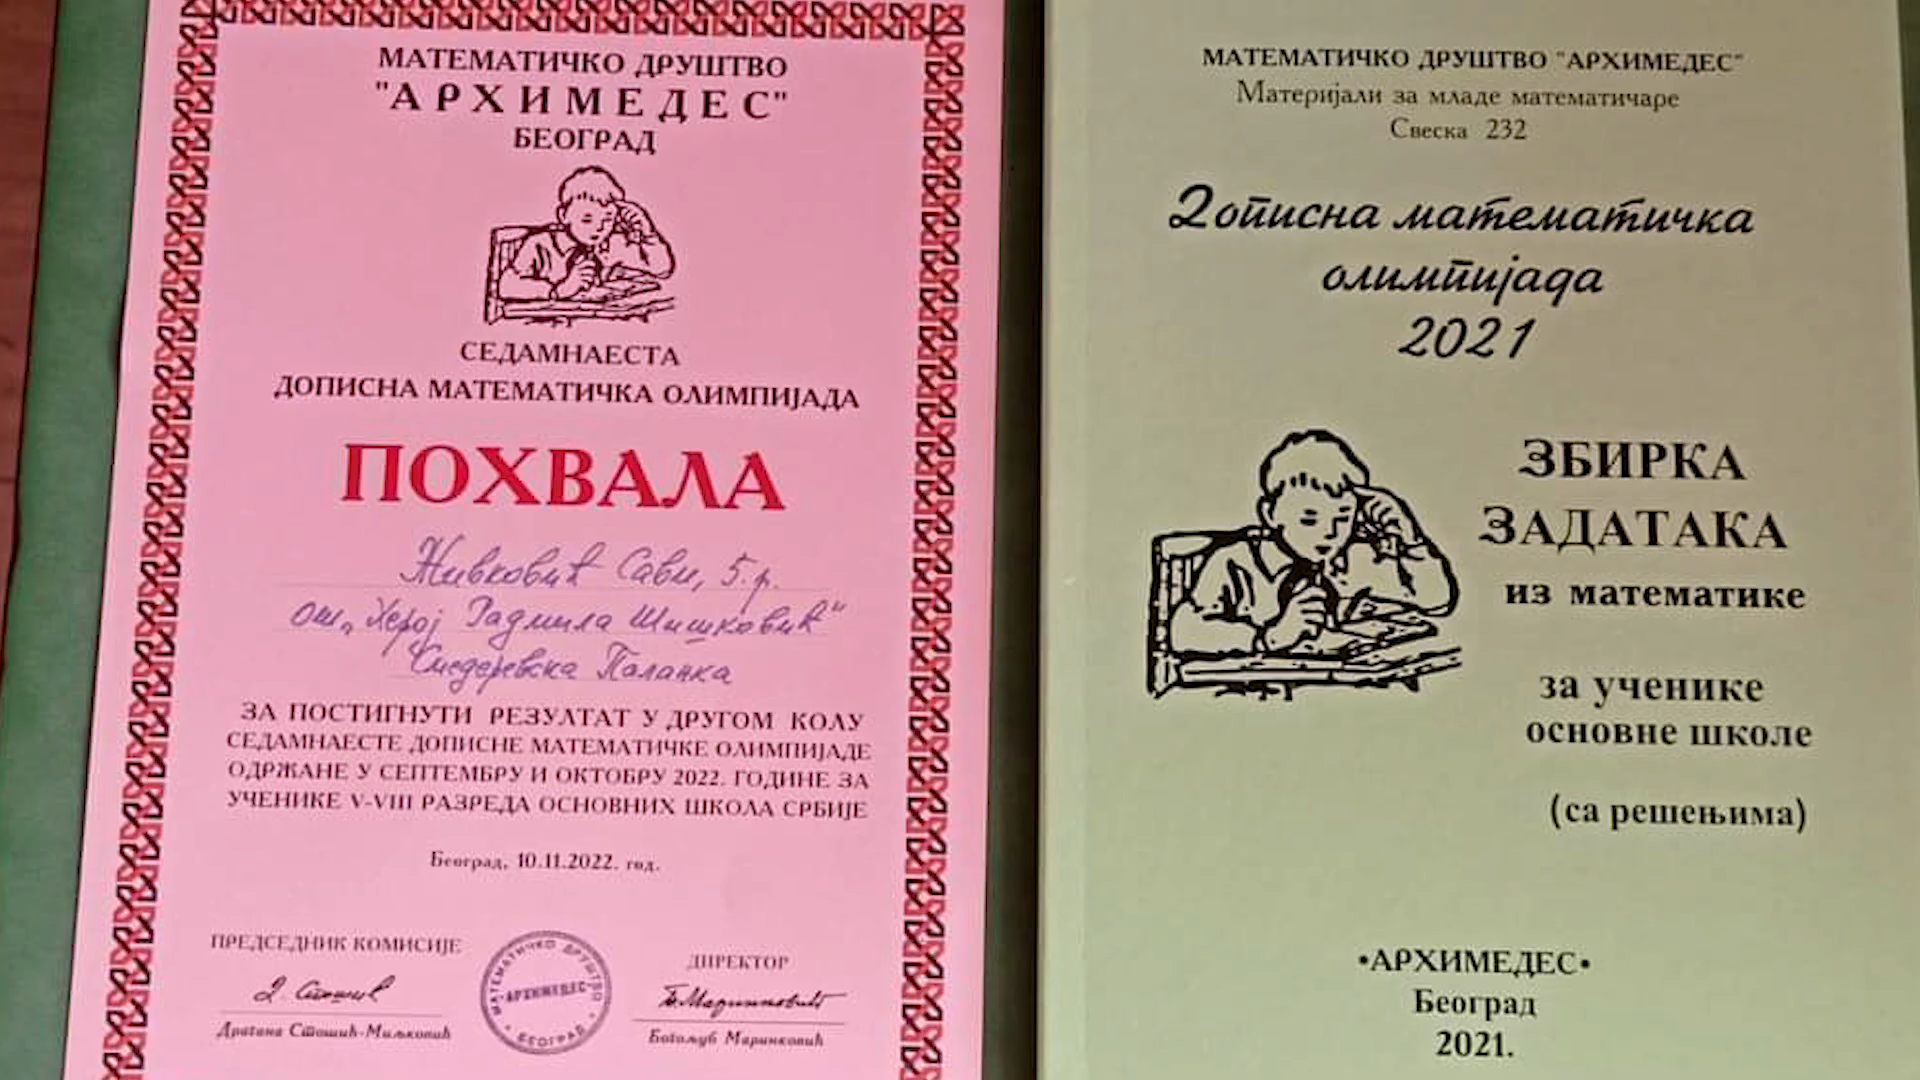 МАТЕМАТИЧКО ДРУШТВО
"АРХИМЕДЕС"
БЕОГРАД
СЕДАМНАЕСТА
ДОПИСНА МАТЕМАТИЧКА ОЛИМПИЈАДА
ПОХВАЛА
Живковић Сави, 5. р.
ОШ „Херој Радмила Шишковић“
Смедеревска Паланка
ЗА ПОСТИГНУТИ РЕЗУЛТАТ У ДРУГОМ КОЛУ
СЕДАМНАЕСТЕ ДОПИСНЕ МАТЕМАТИЧКЕ ОЛИМПИЈАДЕ
ОДРЖАНЕ У СЕПТЕМБРУ И ОКТОБРУ 2022. ГОДИНЕ ЗА
УЧЕНИКЕ V-VIII РАЗРЕДА ОСНОВНИХ ШКОЛА СРБИЈЕ
Београд, 10.11.2022. год.
ПРЕДСЕДНИК КОМИСИЈЕ
Д. Стошић
Драгана Стошић-Миљковић
МАТЕМАТИЧКО ДРУШТВО
"АРХИМЕДЕС"
БЕОГРАД
ДИРЕКТОР
Б. Маринковић
Богољуб Маринковић
МАТЕМАТИЧКО ДРУШТВО "АРХИМЕДЕС"
Материјали за младе математичаре
Свеска 232
Дописна математичка
олимпијада
2021
ЗБИРКА
ЗАДАТАКА
из математике
за ученике
основне школе
(са решењима)
•АРХИМЕДЕС•
Београд
2021.